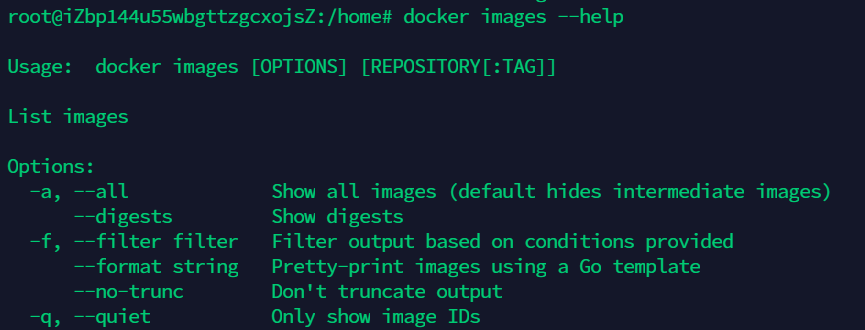 root@iZbp144u55wbgttzgcxojsZ:/home# docker images --help
Usage:  docker images [OPTIONS] [REPOSITORY[:TAG]]
List images
Options:
  -a, --all             Show all images (default hides intermediate images)
      --digests         Show digests
  -f, --filter filter   Filter output based on conditions provided
      --format string   Pretty-print images using a Go template
      --no-trunc        Don't truncate output
  -q, --quiet           Only show image IDs